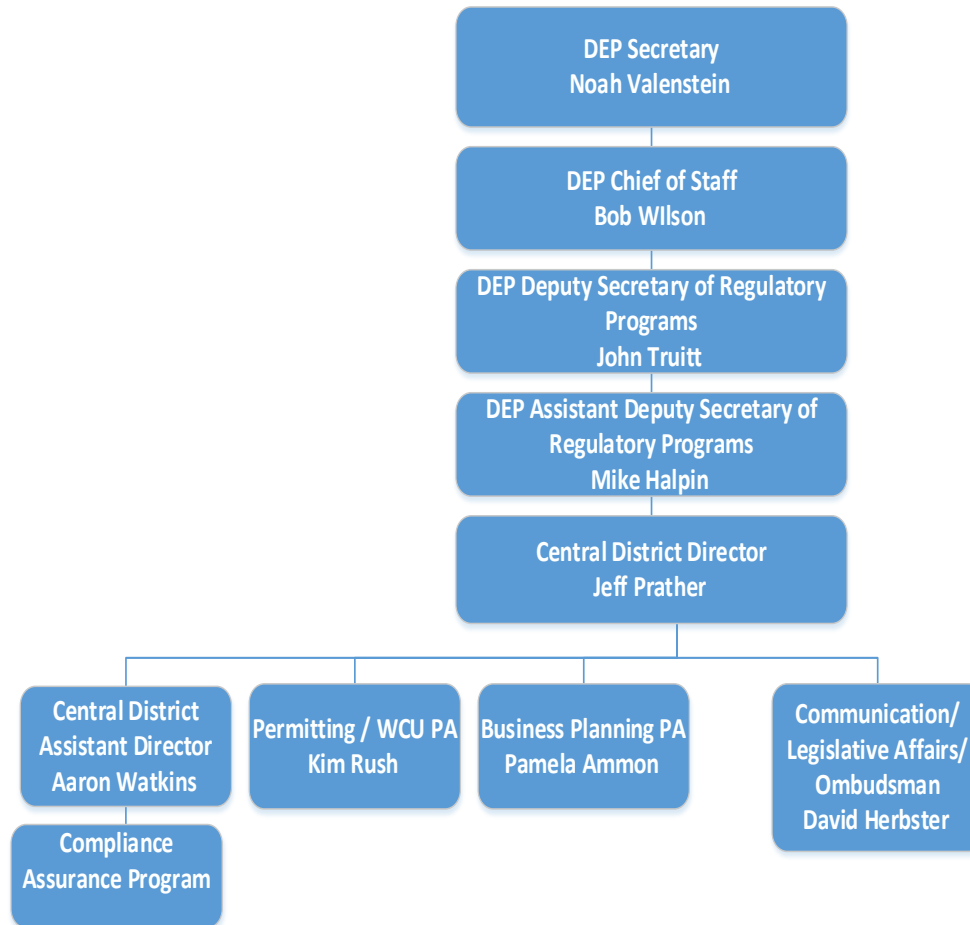 DEP Secretary
Noah Valenstein
DEP Chief of Staff
Bob WIlson
DEP Deputy Secretary of Regulatory
Programs
John Truitt
DEP Assistant Deputy Secretary of
Regulatory Programs
Mike Halpin
Central District Director
Jeff Prather
Central District
Assistant Director
Aaron Watkins
Permitting / WCU PA
Kim Rush
Business Planning PA
Pamela Ammon
Communication/
Legislative Affairs/
Ombudsman
David Herbster
Compliance
Assurance Program